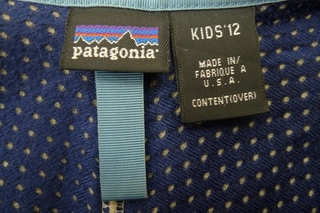 patagonia®
KIDS'12
MADE IN/
FABRIQUE A
U.S.A.
CONTENT(OVER)